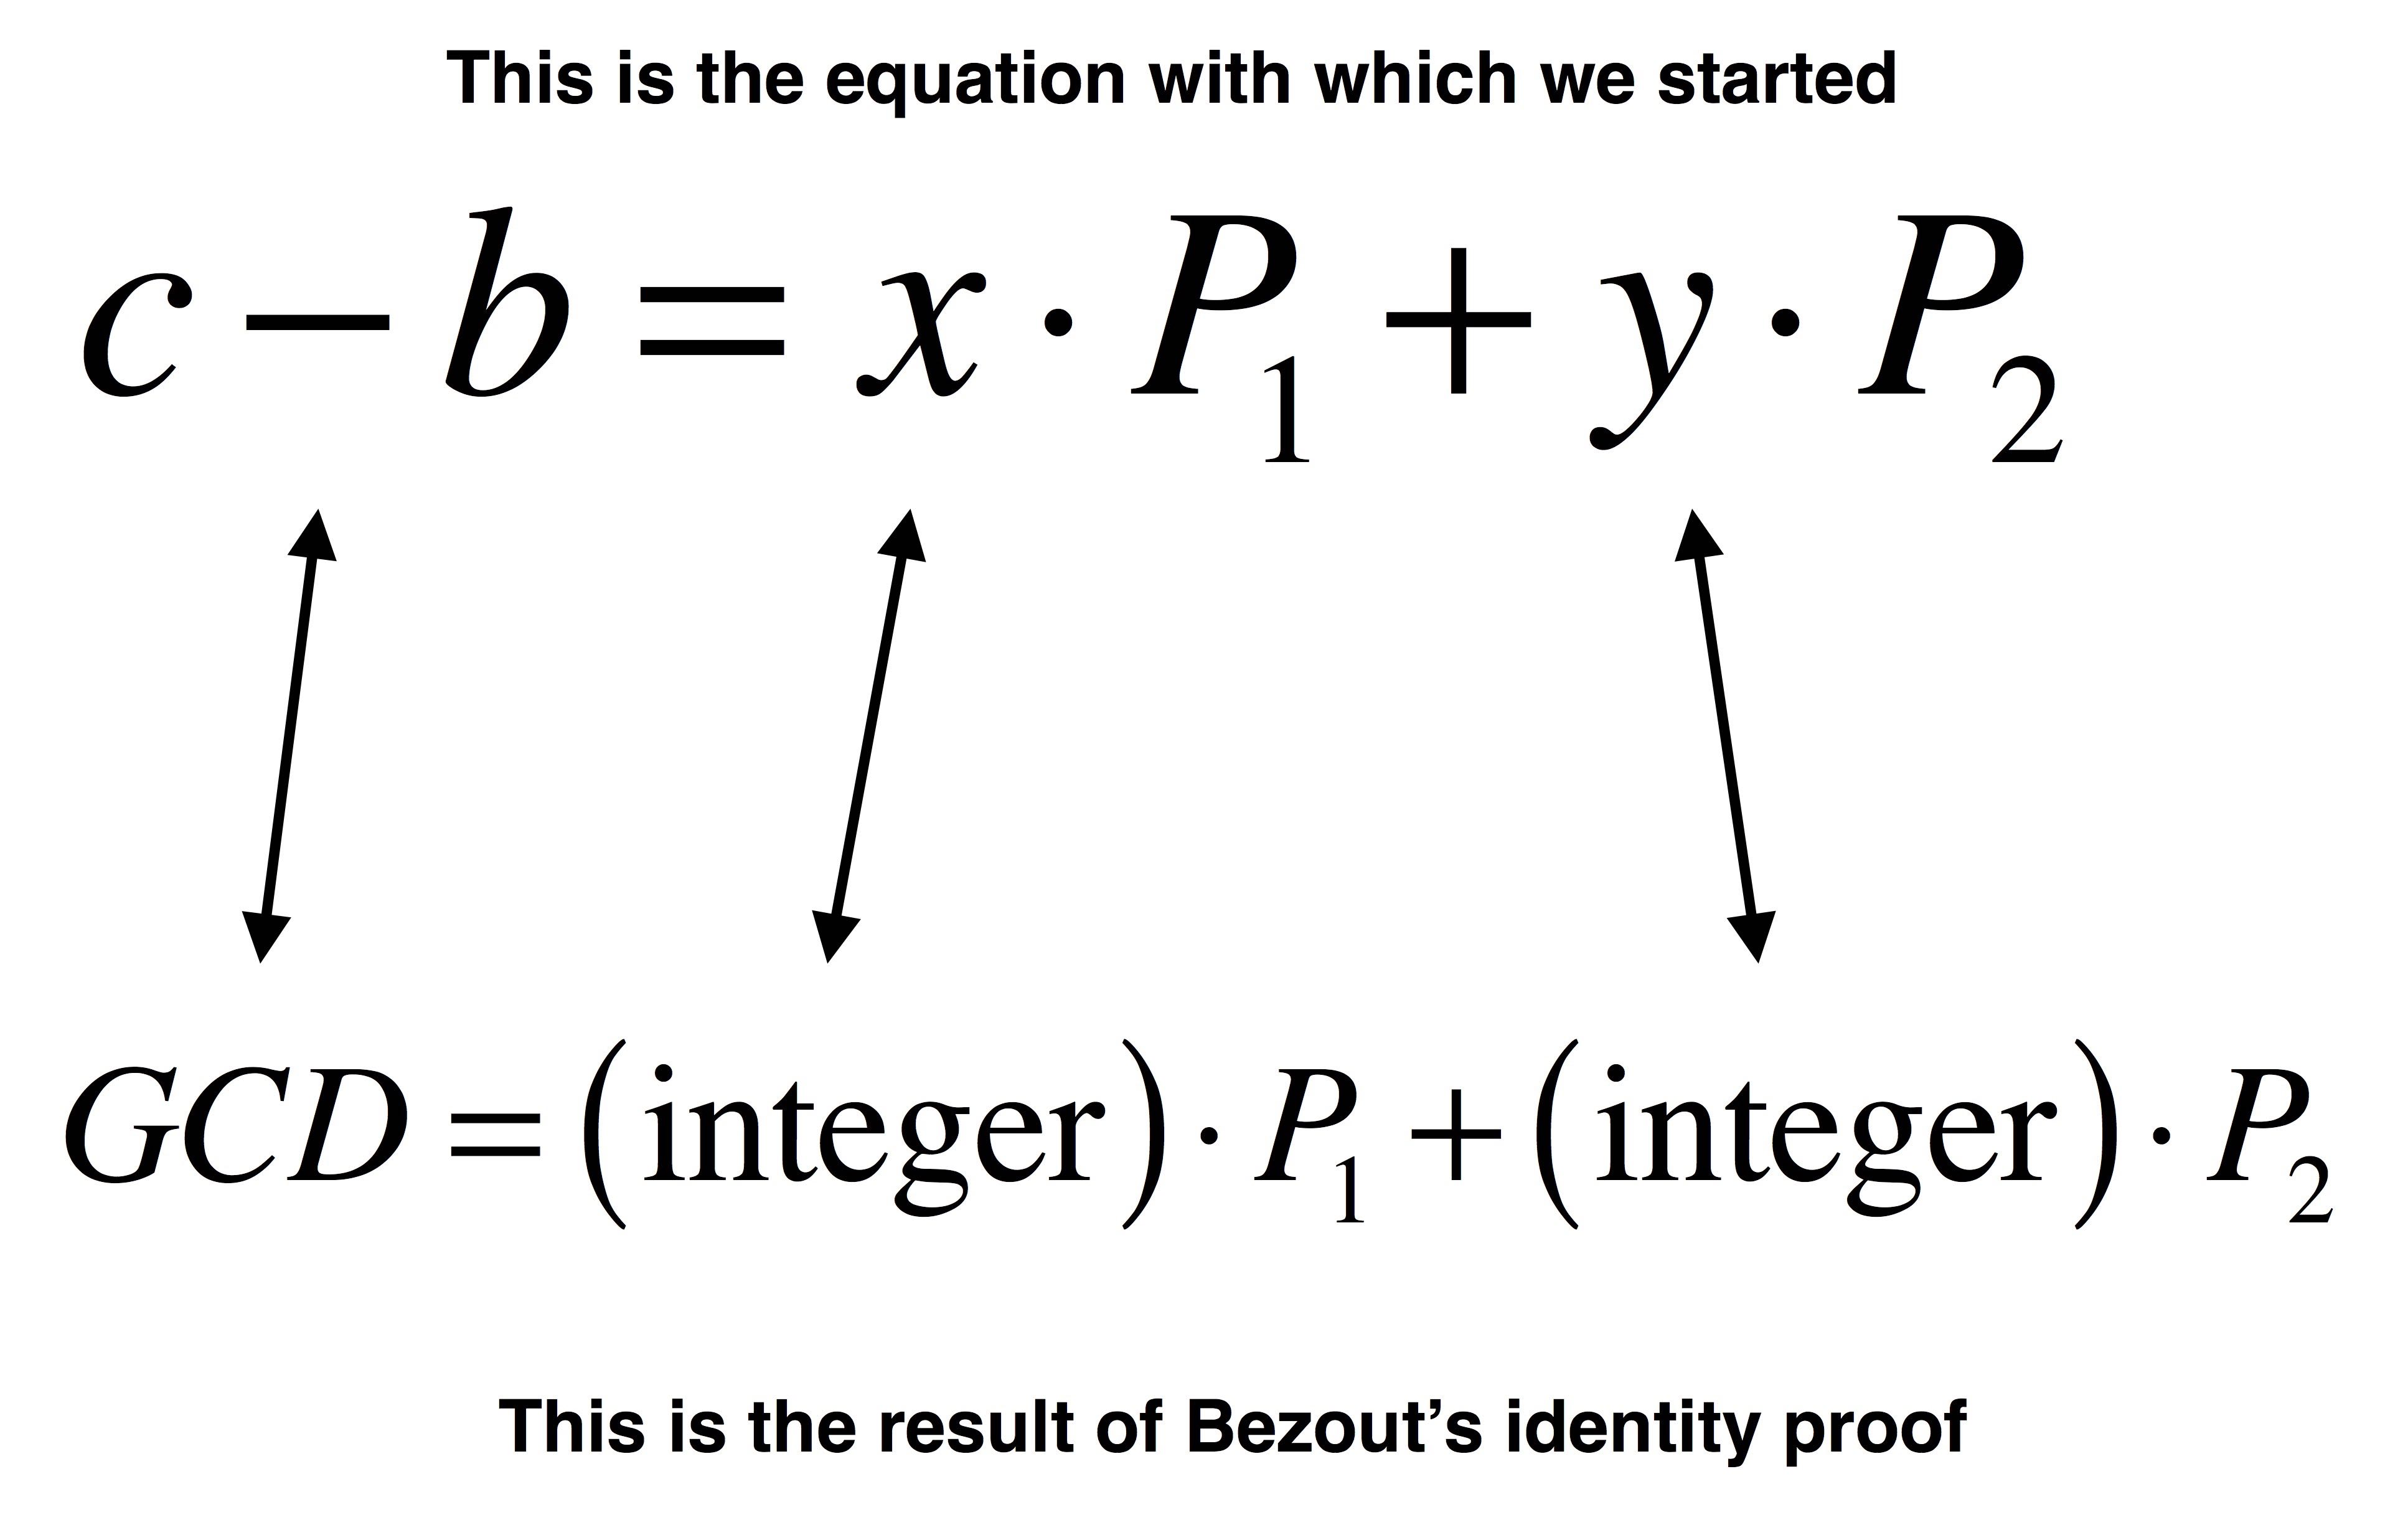 This is the equation with which we started
c − b = x · P₁ + y · P₂
GCD = (integer) · P₁ + (integer) · P₂
This is the result of Bezout’s identity proof